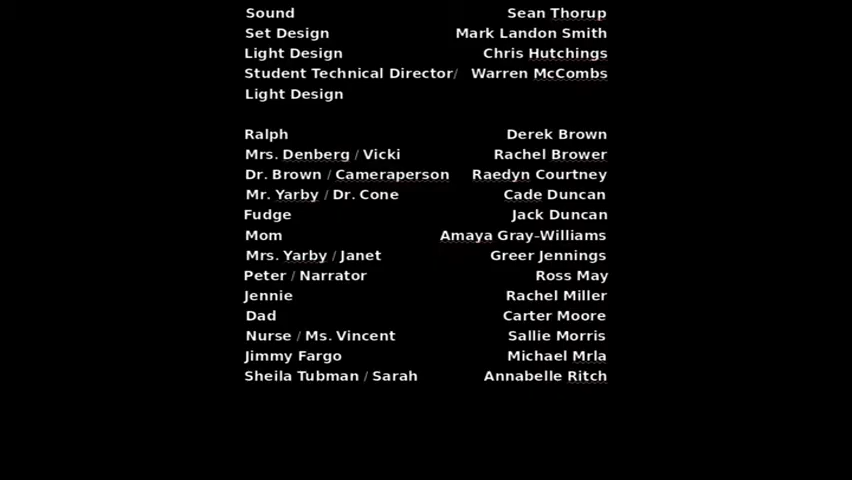 Sound Sean Thorup
Set Design Mark Landon Smith
Light Design Chris Hutchings
Student Technical Director/ Warren McCombs
Light Design
Ralph Derek Brown
Mrs. Denberg / Vicki Rachel Brower
Dr. Brown / Cameraperson Raedyn Courtney
Mr. Yarby / Dr. Cone Cade Duncan
Fudge Jack Duncan
Mom Amaya Gray-Williams
Mrs. Yarby / Janet Greer Jennings
Peter / Narrator Ross May
Jennie Rachel Miller
Dad Carter Moore
Nurse / Ms. Vincent Sallie Morris
Jimmy Fargo Michael Mrla
Sheila Tubman / Sarah Annabelle Ritch